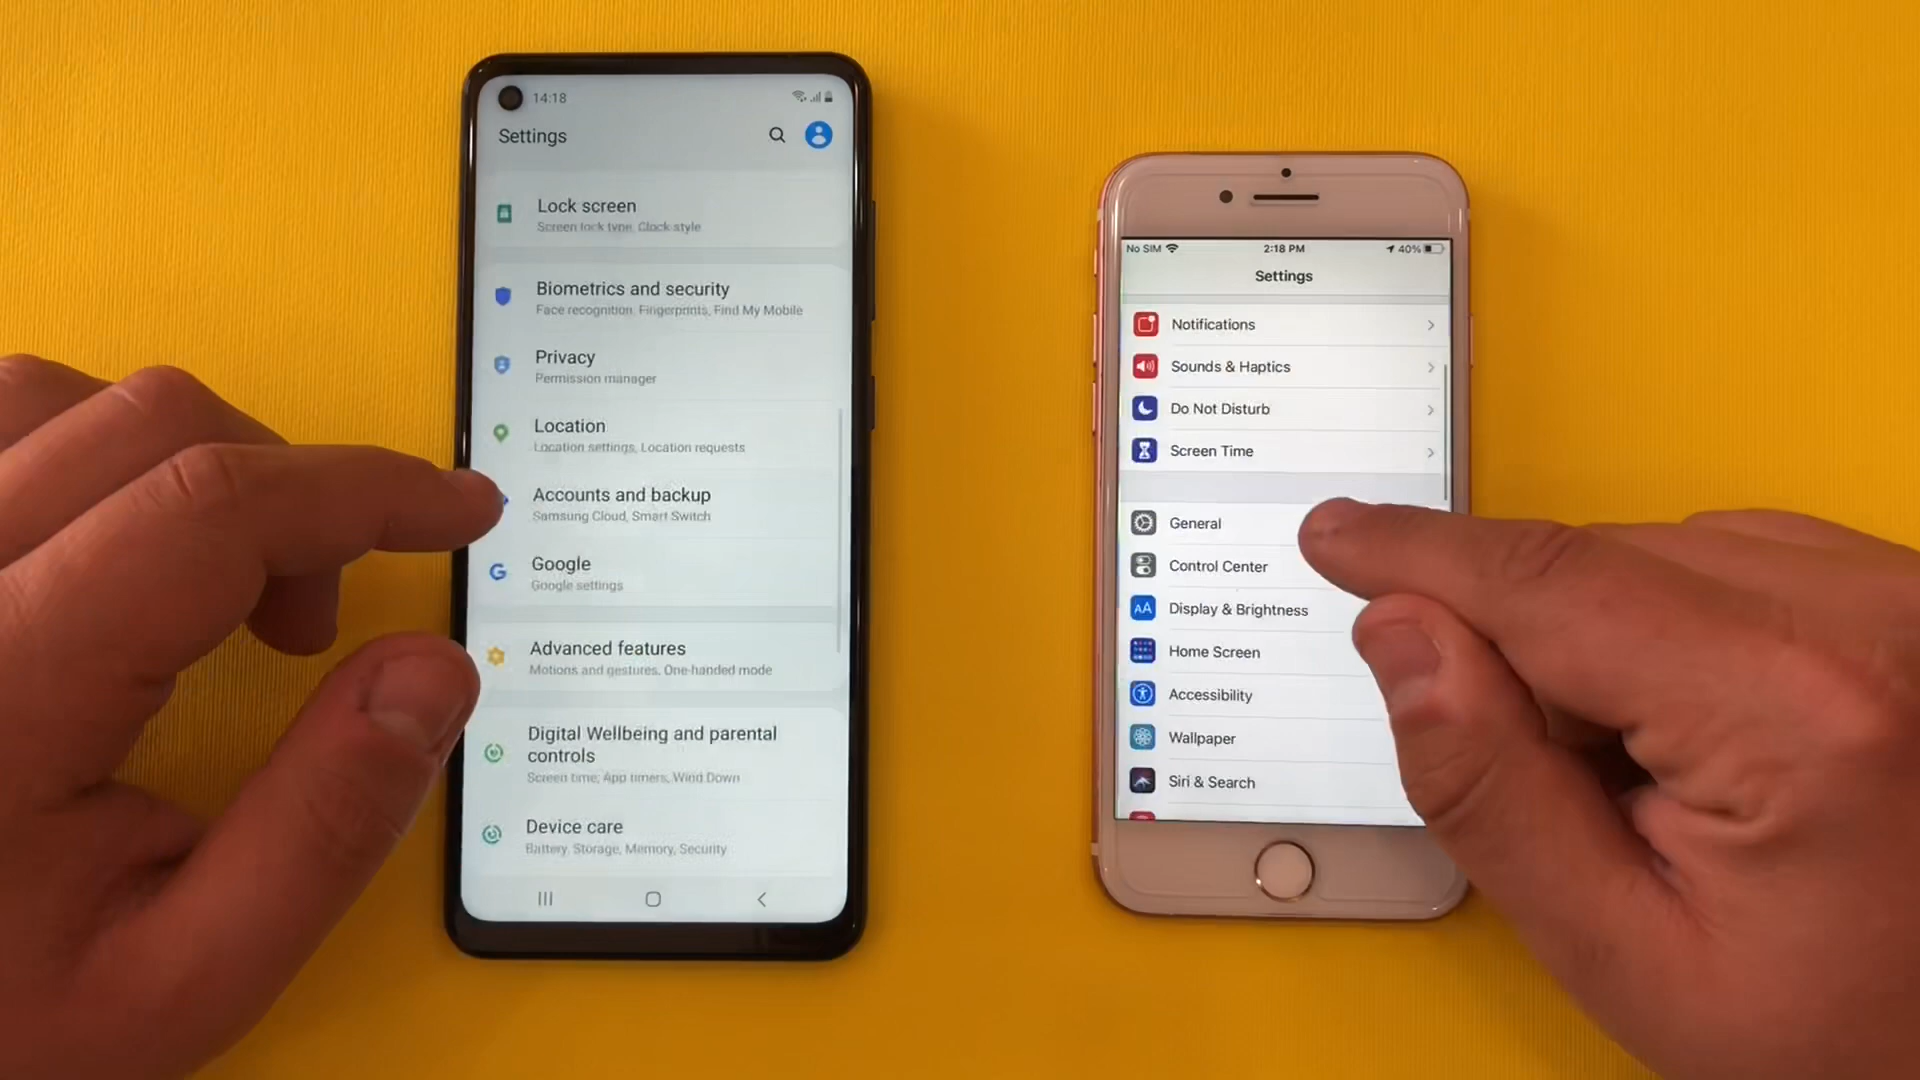 14:18
Settings
Lock screen
Screen lock type, Clock style
Biometrics and security
Face recognition, Fingerprints, Find My Mobile
Privacy
Permission manager
Location
Location settings, Location requests
Accounts and backup
Samsung Cloud, Smart Switch
Google
Google settings
Advanced features
Motions and gestures, One-handed mode
Digital Wellbeing and parental
controls
Screen time, App timers, Wind Down
Device care
Battery, Storage, Memory, Security
No SIM 2:18 PM 40%
Settings
Notifications
Sounds & Haptics
Do Not Disturb
Screen Time
General
Control Center
AA Display & Brightness
Home Screen
Accessibility
Wallpaper
Siri & Search